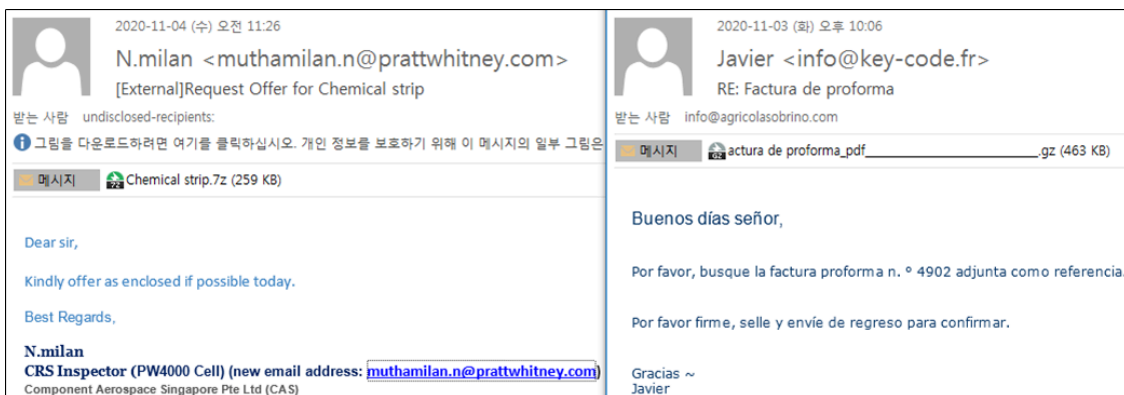 2020-11-04 (수) 오전 11:26
N.milan <muthamilan.n@prattwhitney.com>
[External]Request Offer for Chemical strip
받는 사람 undisclosed-recipients:
그림을 다운로드하려면 여기를 클릭하십시오. 개인 정보를 보호하기 위해 이 메시지의 일부 그림은
메시지 Chemical strip.7z (259 KB)
Dear sir,
Kindly offer as enclosed if possible today.
Best Regards,
N.milan
CRS Inspector (PW4000 Cell) (new email address: muthamilan.n@prattwhitney.com)
Component Aerospace Singapore Pte Ltd (CAS)
2020-11-03 (화) 오후 10:06
Javier <info@key-code.fr>
RE: Factura de proforma
받는 사람 info@agricolasobrino.com
메시지 actura de proforma_pdf______________________.gz (463 KB)
Buenos días señor,
Por favor, busque la factura proforma n. º 4902 adjunta como referencia.
Por favor firme, selle y envíe de regreso para confirmar.
Gracias ~
Javier